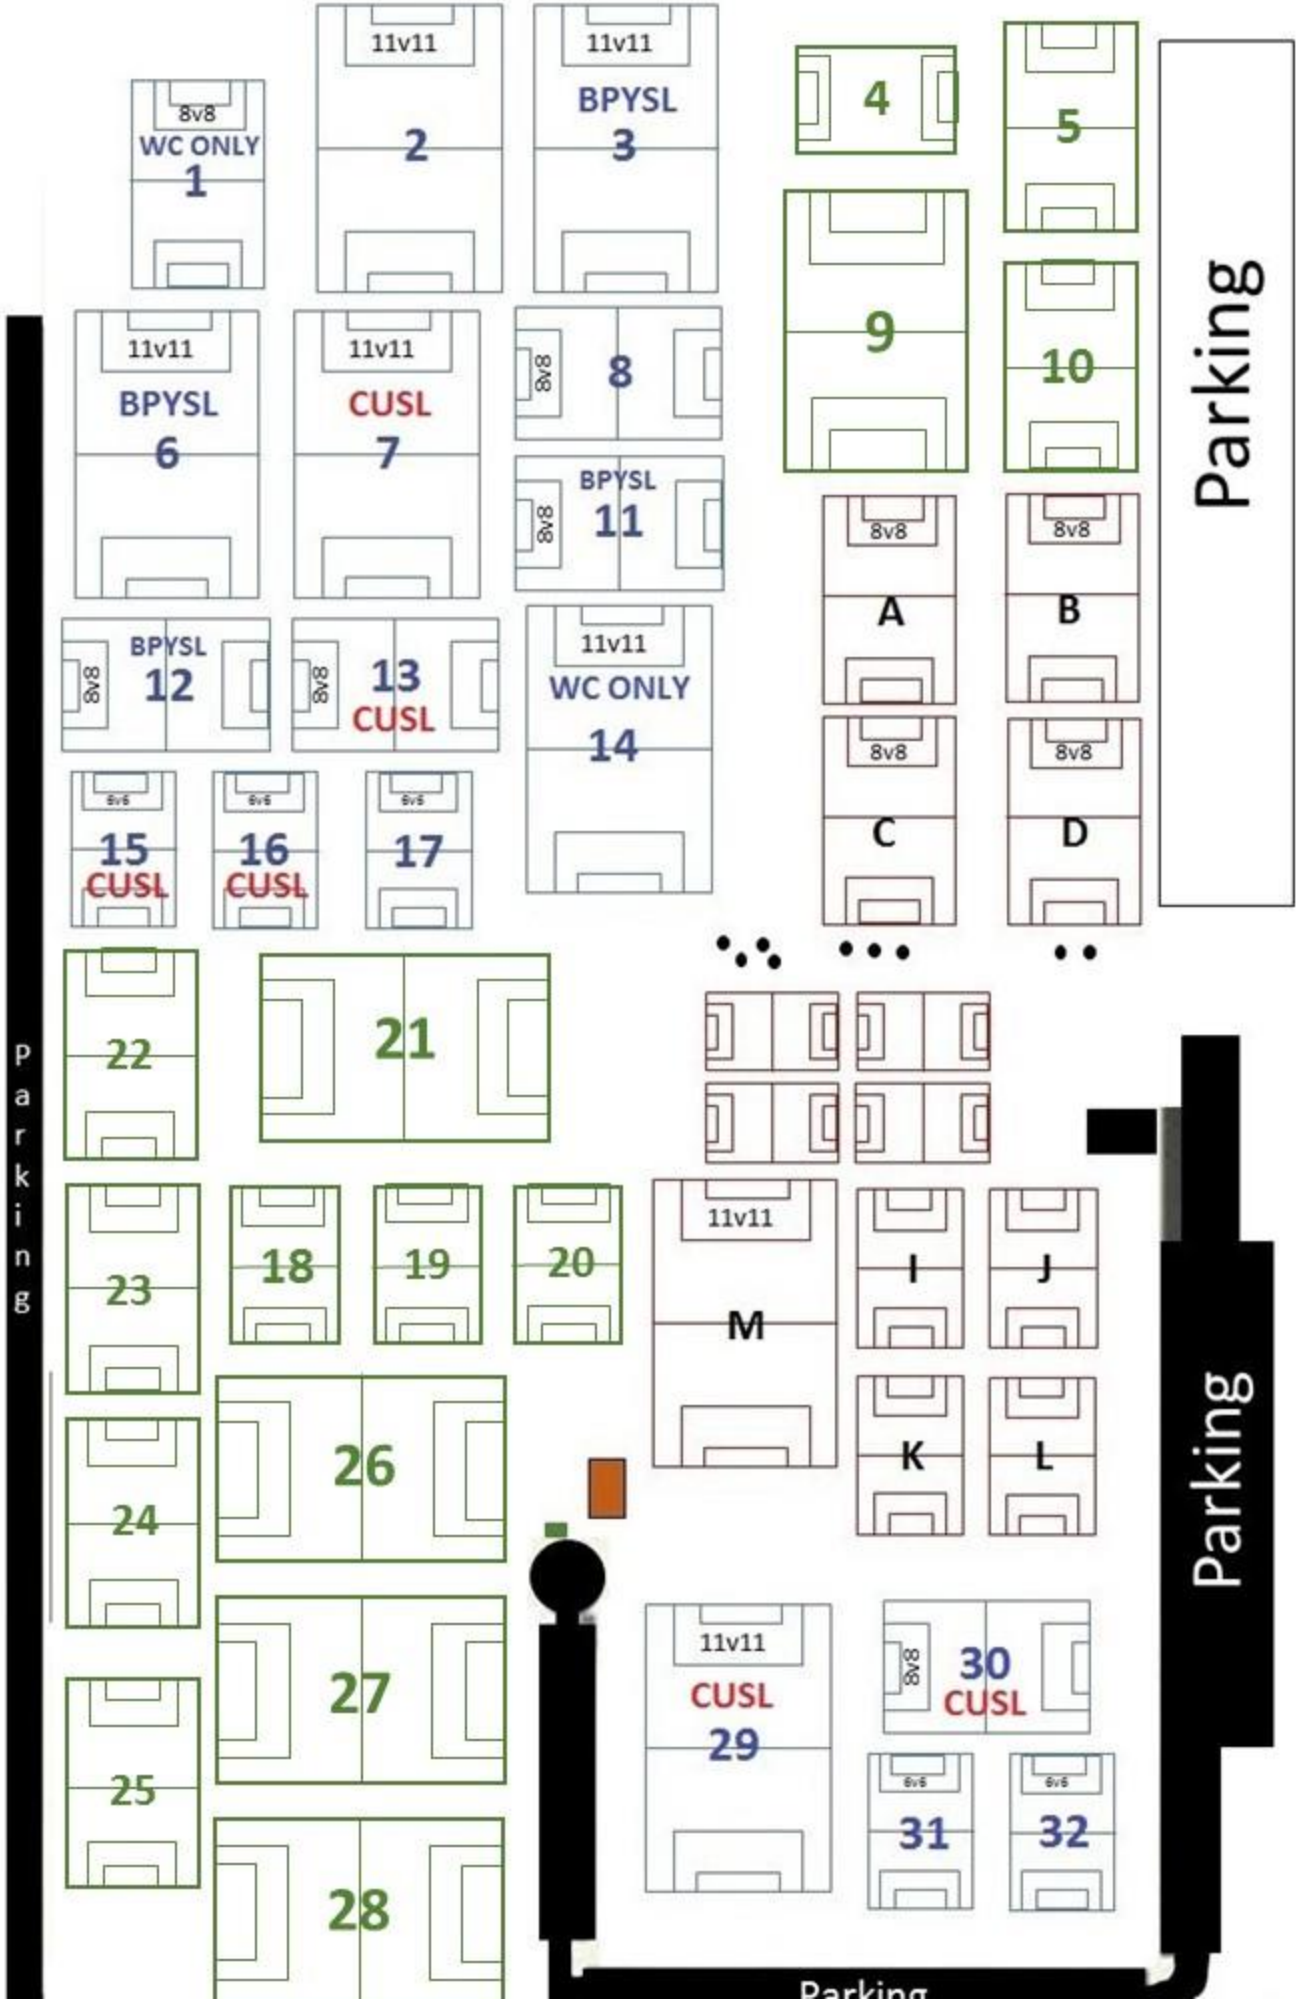 11v11
2
11v11
BPYSL
3
4
5
8v8
WC ONLY
1
9
10
11v11
BPYSL
6
11v11
CUSL
7
8v8
8
8v8
BPYSL
11
Parking
8v8
A
8v8
B
8v8
BPYSL
12
8v8
13
CUSL
11v11
WC ONLY
14
8v8
C
8v8
D
6v6
15
CUSL
6v6
16
CUSL
6v6
17
22
21
Parking
23
18
19
20
11v11
M
I
J
K
L
24
26
Parking
25
27
28
11v11
CUSL
29
8v8
30
CUSL
6v6
31
6v6
32
Parking